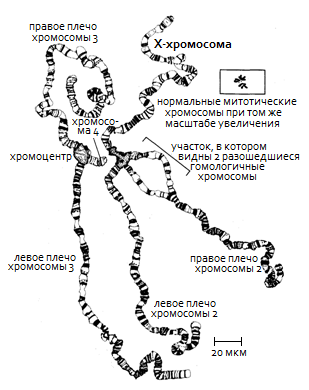 правое плечо
хромосомы 3
X-хромосома
нормальные митотические
хромосомы при том же
масштабе увеличения
хромосо-
ма 4
участок, в котором
видны 2 разошедшиеся
гомологичные
хромосомы
хромоцентр
левое плечо
хромосомы 3
правое плечо
хромосомы 2
левое плечо
хромосомы 2
20 мкм